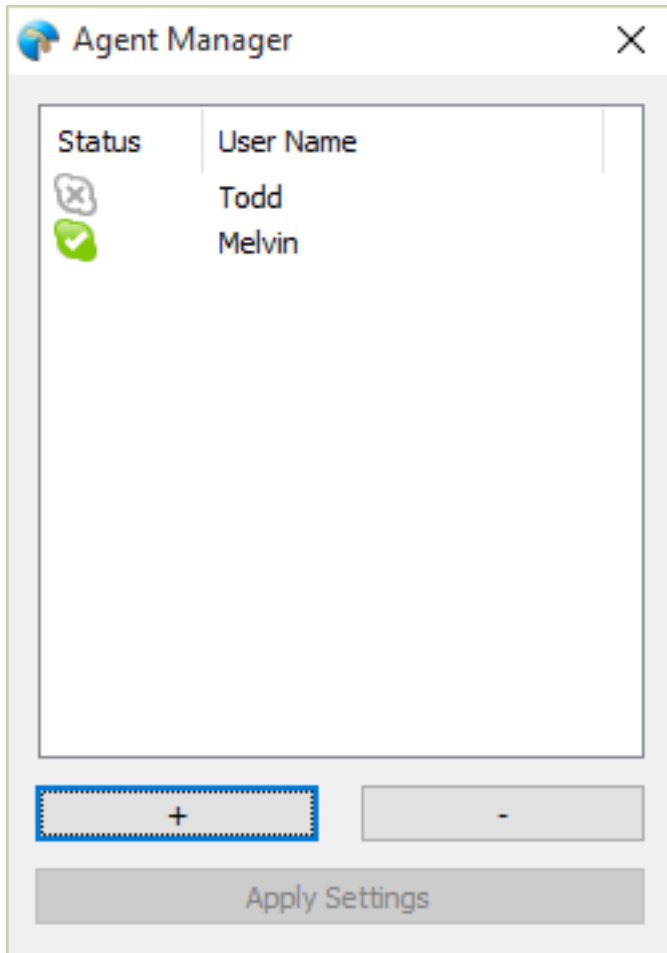 Agent Manager
Status User Name
Todd
Melvin
+ -
Apply Settings